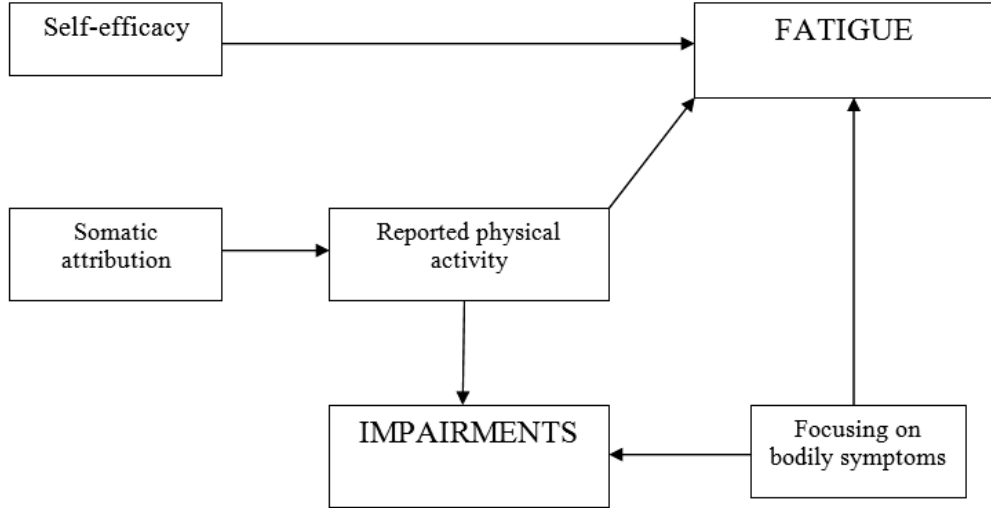 Self-efficacy
FATIGUE
Somatic
attribution
Reported physical
activity
IMPAIRMENTS
Focusing on
bodily symptoms